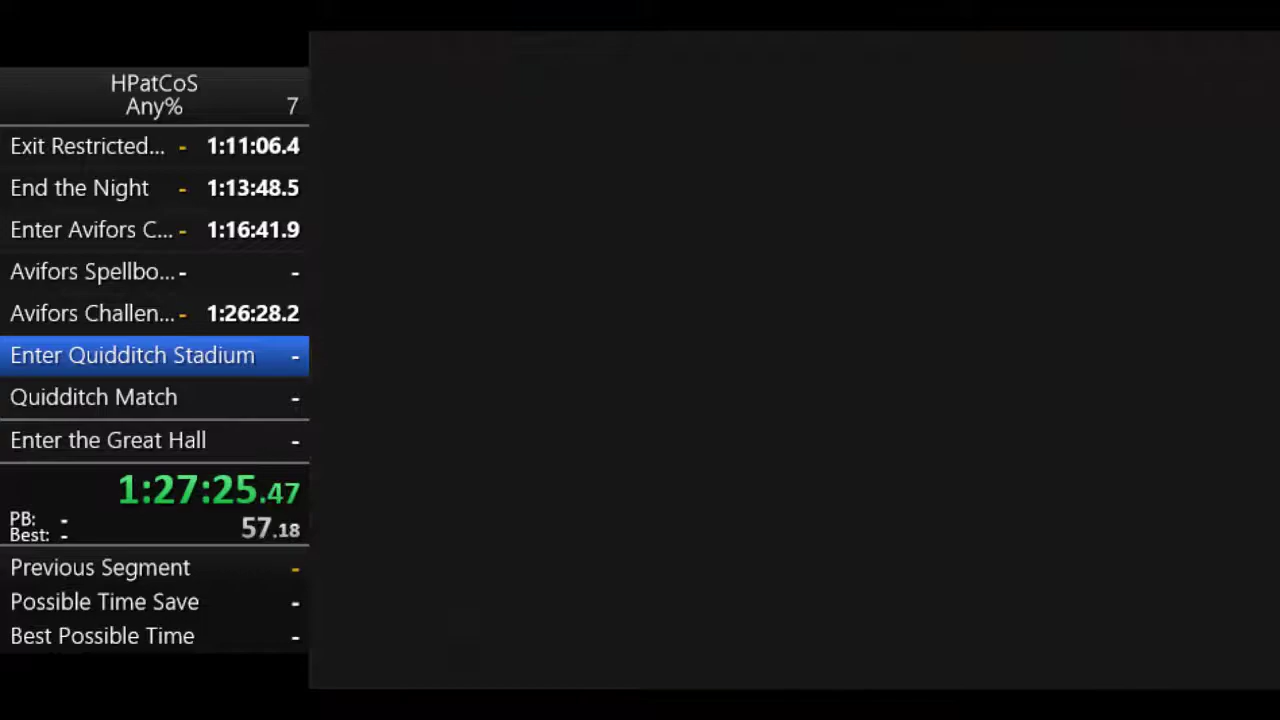 HPatCoS
Any% 7
Exit Restricted... - 1:11:06.4
End the Night - 1:13:48.5
Enter Avifors C... - 1:16:41.9
Avifors Spellbo... - -
Avifors Challen... - 1:26:28.2
Enter Quidditch Stadium -
Quidditch Match -
Enter the Great Hall -
1:27:25.47
PB: - 57.18
Best: -
Previous Segment -
Possible Time Save -
Best Possible Time -